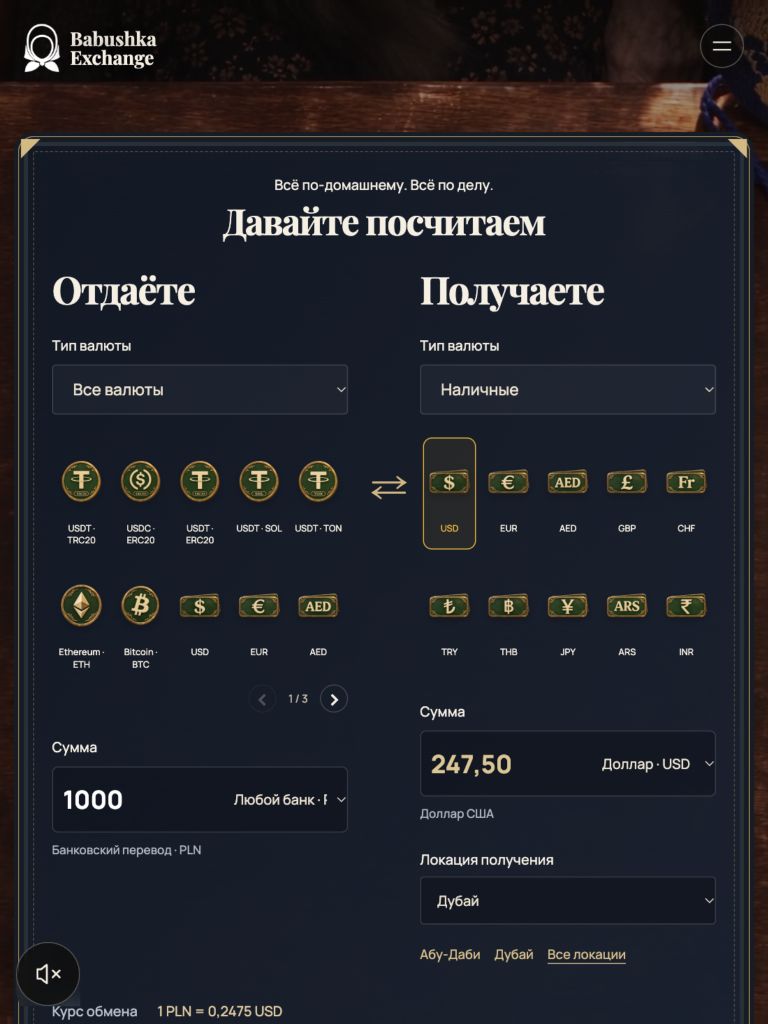 Babushka
Exchange
Всё по-домашнему. Всё по делу.
Давайте посчитаем
Отдаёте
Тип валюты
Все валюты
USDT · TRC20
USDC · ERC20
USDT · ERC20
USDT · SOL
USDT · TON
Ethereum · ETH
Bitcoin · BTC
$
USD
€
EUR
AED
AED
1 / 3
Сумма
1000
Любой банк ·
Банковский перевод · PLN
Получаете
Тип валюты
Наличные
$
USD
€
EUR
AED
AED
£
GBP
Fr
CHF
₺
TRY
฿
THB
¥
JPY
ARS
ARS
₹
INR
Сумма
247,50
Доллар · USD
Доллар США
Локация получения
Дубай
Абу-Даби Дубай Все локации
Курс обмена 1 PLN = 0,2475 USD